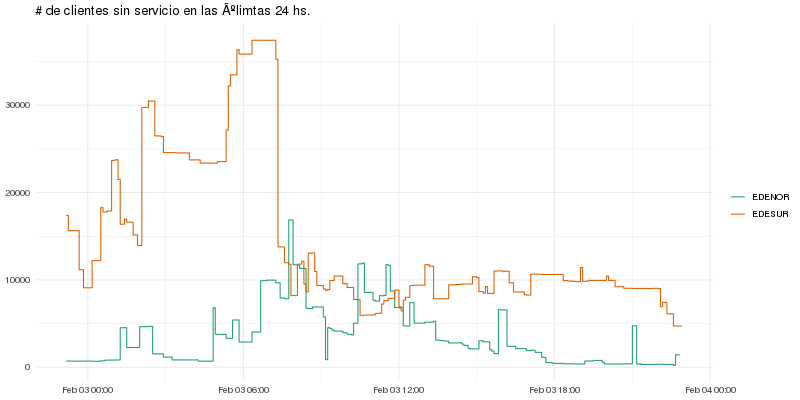 # de clientes sin servicio en las Ãºlimtas 24 hs.
30000
20000
10000
0
EDENOR
EDESUR
Feb 03 00:00
Feb 03 06:00
Feb 03 12:00
Feb 03 18:00
Feb 04 00:00